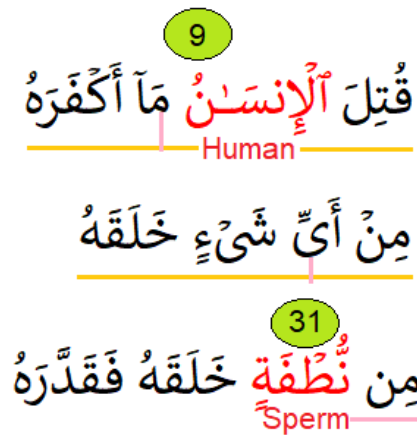 9
قُتِلَ ٱلْإِنسَـٰنُ مَآ أَكْفَرَهُ
Human
مِنْ أَىِّ شَىْءٍ خَلَقَهُ
31
مِن نُّطْفَةٍ خَلَقَهُ فَقَدَّرَهُ
Sperm